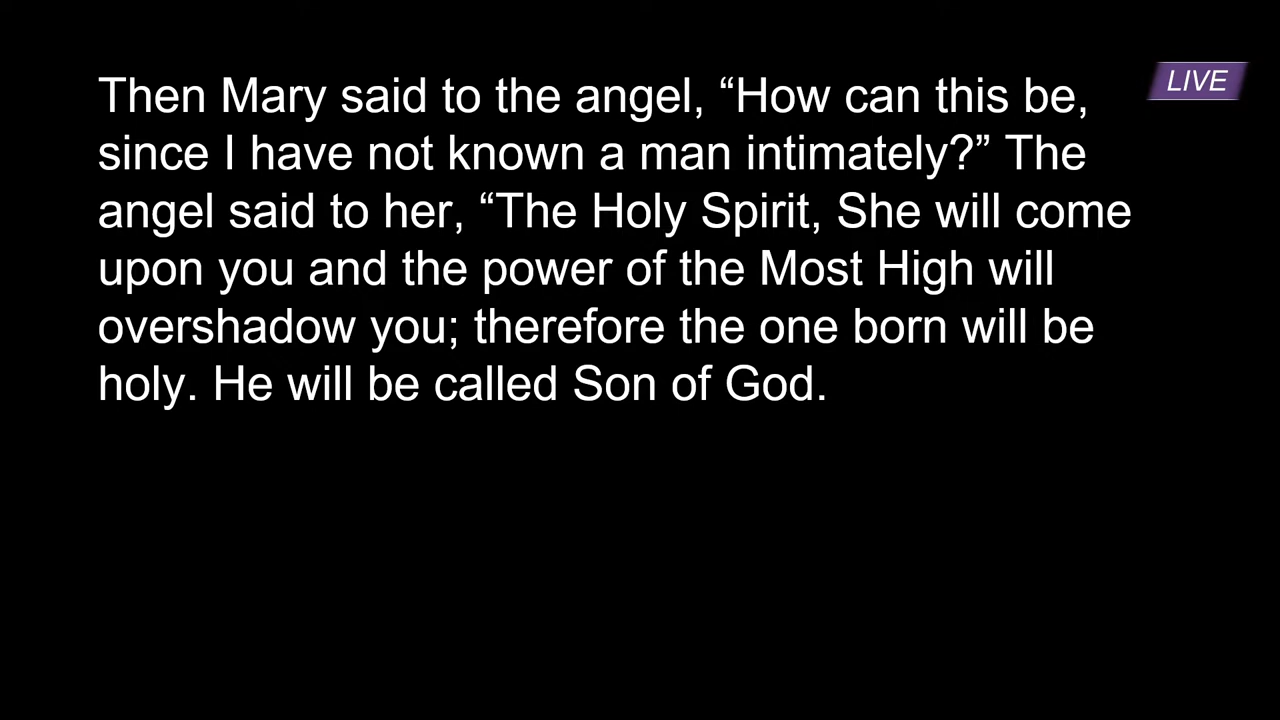 Then Mary said to the angel, “How can this be,
LIVE
since I have not known a man intimately?” The
angel said to her, “The Holy Spirit, She will come
upon you and the power of the Most High will
overshadow you; therefore the one born will be
holy. He will be called Son of God.